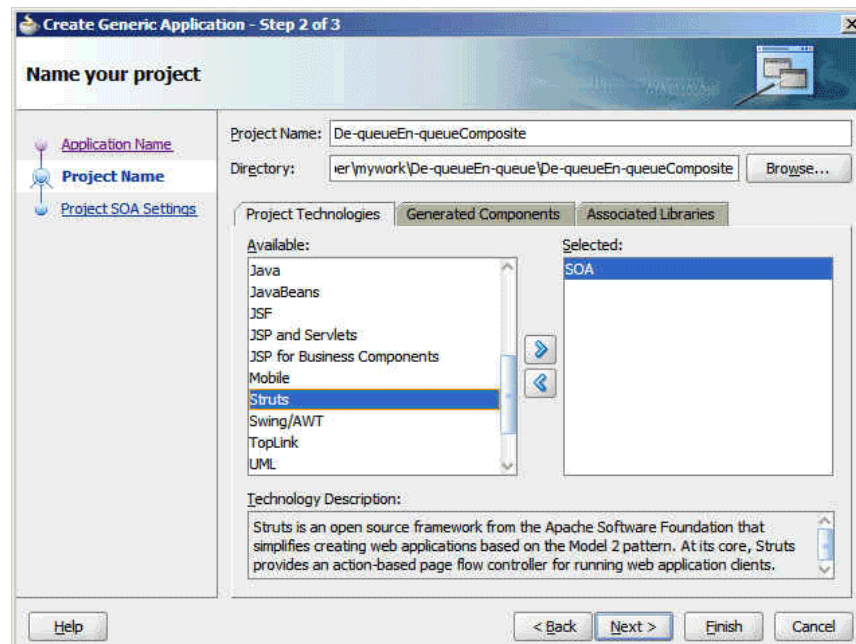 Create Generic Application - Step 2 of 3
Name your project
Application Name
Project Name
Project SOA Settings
Project Name: De-queueEn-queueComposite
Directory: er\mywork\De-queueEn-queue\De-queueEn-queueComposite Browse...
Project Technologies Generated Components Associated Libraries
Available: Selected:
Java SOA
JavaBeans
JSF
JSP and Servlets
JSP for Business Components
Mobile
Struts
Swing/AWT
TopLink
UML
Technology Description:
Struts is an open source framework from the Apache Software Foundation that
simplifies creating web applications based on the Model 2 pattern. At its core, Struts
provides an action-based page flow controller for running web application clients.
Help < Back Next > Finish Cancel